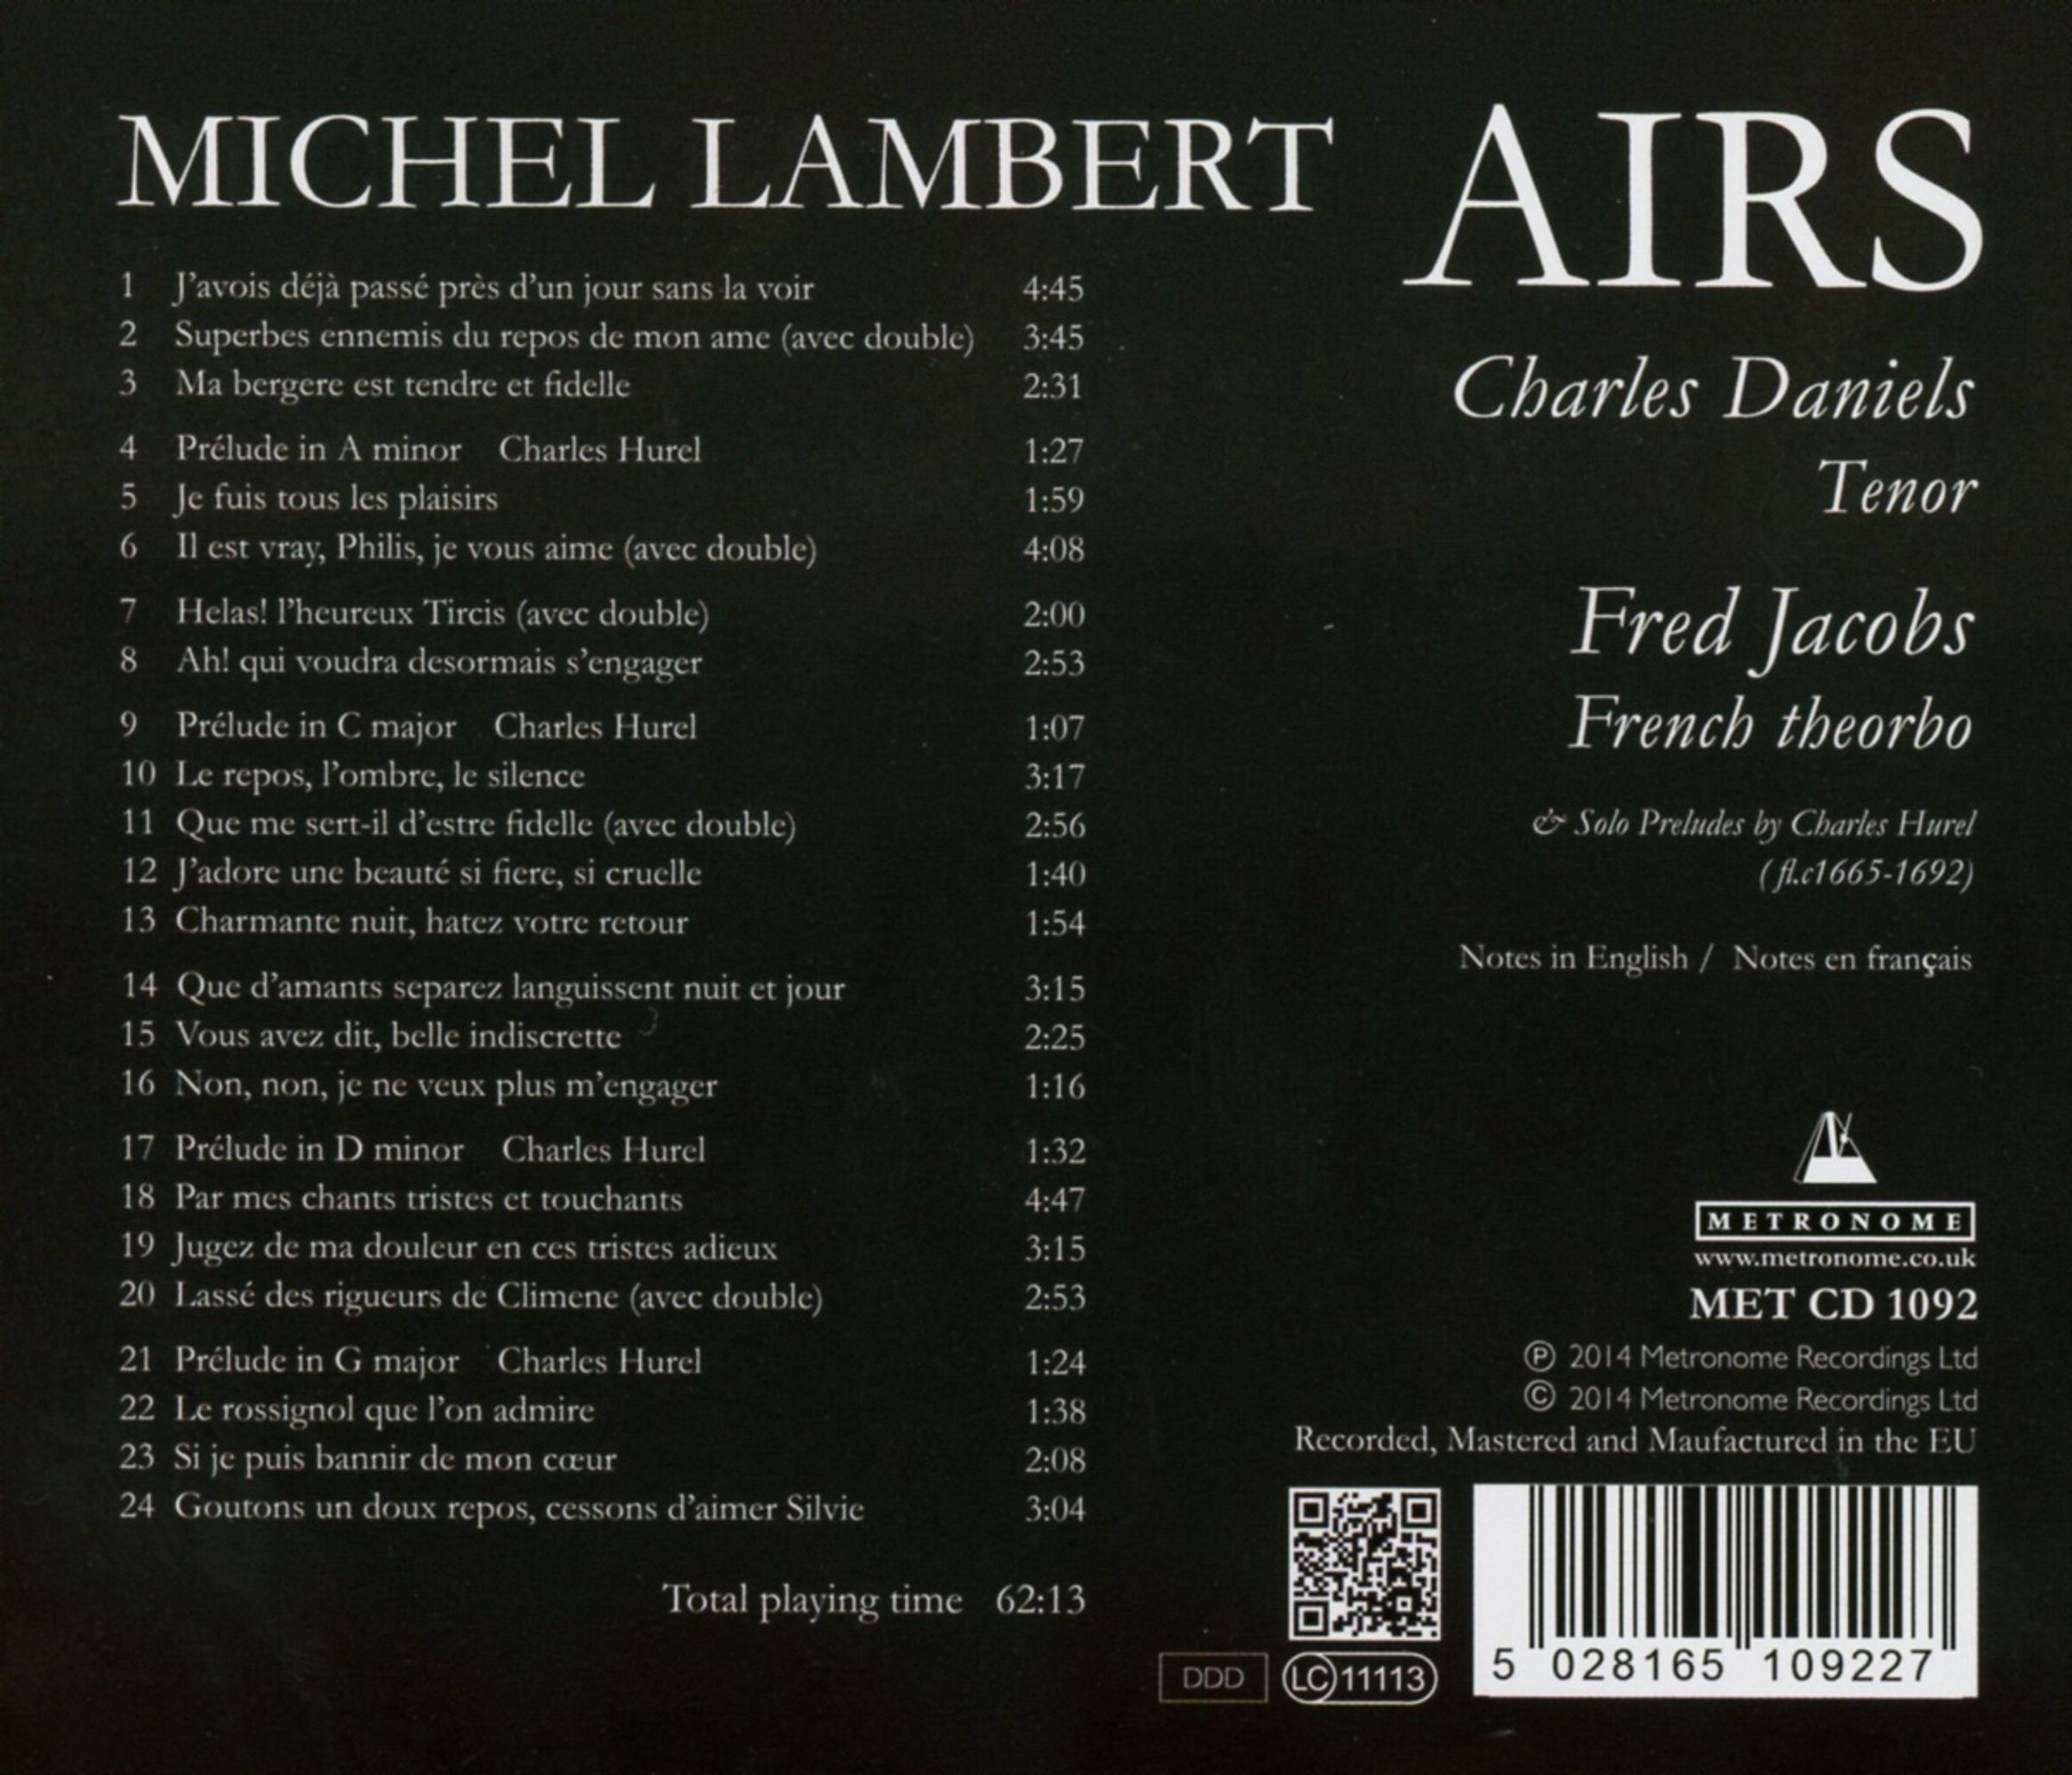 MICHEL LAMBERT AIRS
1 J'avois déjà passé près d'un jour sans la voir 4:45
2 Superbes ennemis du repos de mon ame (avec double) 3:45
3 Ma bergere est tendre et fidelle 2:31
4 Prélude in A minor Charles Hurel 1:27
5 Je fuis tous les plaisirs 1:59
6 Il est vray, Philis, je vous aime (avec double) 4:08
7 Helas! l'heureux Tircis (avec double) 2:00
8 Ah! qui voudra desormais s'engager 2:53
9 Prélude in C major Charles Hurel 1:07
10 Le repos, l'ombre, le silence 3:17
11 Que me sert-il d'estre fidelle (avec double) 2:56
12 J'adore une beauté si fiere, si cruelle 1:40
13 Charmante nuit, hatez votre retour 1:54
14 Que d'amants separez languissent nuit et jour 3:15
15 Vous avez dit, belle indiscrette 2:25
16 Non, non, je ne veux plus m'engager 1:16
17 Prélude in D minor Charles Hurel 1:32
18 Par mes chants tristes et touchants 4:47
19 Jugez de ma douleur en ces tristes adieux 3:15
20 Lassé des rigueurs de Climene (avec double) 2:53
21 Prélude in G major Charles Hurel 1:24
22 Le rossignol que l'on admire 1:38
23 Si je puis bannir de mon cœur 2:08
24 Goutons un doux repos, cessons d'aimer Silvie 3:04
Total playing time 62:13
Charles Daniels
Tenor
Fred Jacobs
French theorbo
& Solo Preludes by Charles Hurel
(fl.c1665-1692)
Notes in English / Notes en français
METRONOME
www.metronome.co.uk
MET CD 1092
℗ 2014 Metronome Recordings Ltd
© 2014 Metronome Recordings Ltd
Recorded, Mastered and Maufactured in the EU
DDD
LC 11113
5 028165 109227